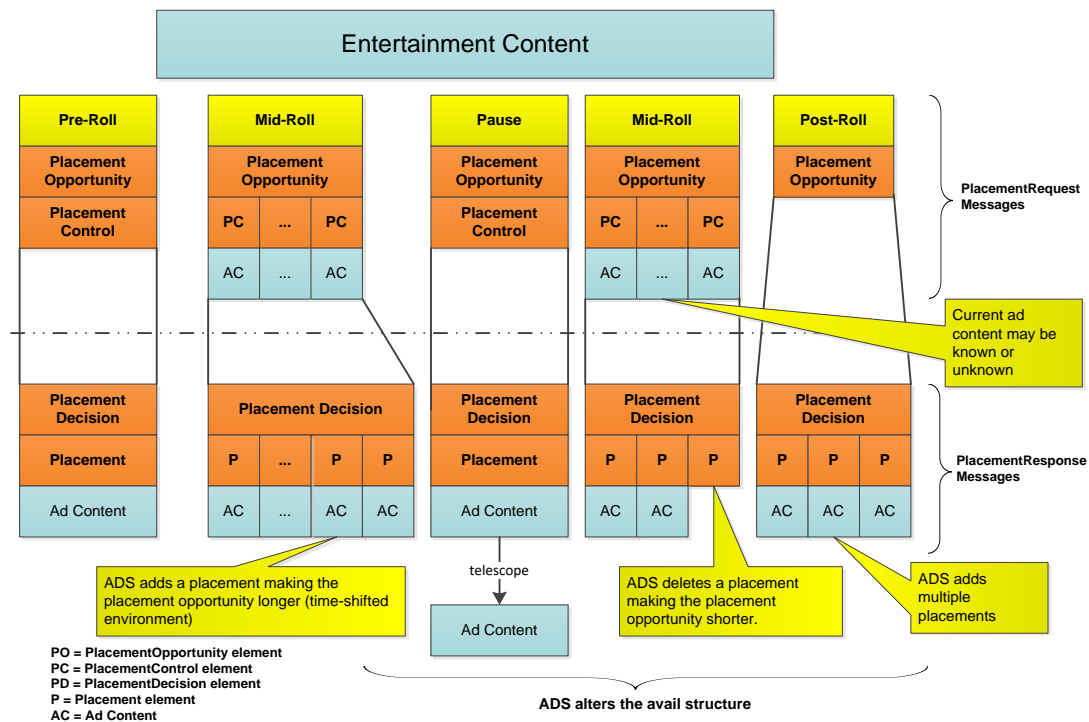 Entertainment Content
Pre-Roll
Mid-Roll
Pause
Mid-Roll
Post-Roll
Placement
Opportunity
Placement
Opportunity
Placement
Opportunity
Placement
Opportunity
Placement
Opportunity
PlacementRequest
Messages
Placement
Control
PC
...
PC
Placement
Control
PC
...
PC
AC
...
AC
AC
...
AC
Current ad
content may be
known or
unknown
Placement
Decision
Placement Decision
Placement
Decision
Placement
Decision
Placement
Decision
Placement
P
...
P
P
Placement
P
P
P
P
P
P
PlacementResponse
Messages
Ad Content
AC
...
AC
AC
Ad Content
AC
AC
AC
AC
AC
ADS adds a placement making the
placement opportunity longer (time-shifted
environment)
telescope
Ad Content
ADS deletes a placement
making the placement
opportunity shorter.
ADS adds
multiple
placements
PO = PlacementOpportunity element
PC = PlacementControl element
PD = PlacementDecision element
P = Placement element
AC = Ad Content
ADS alters the avail structure